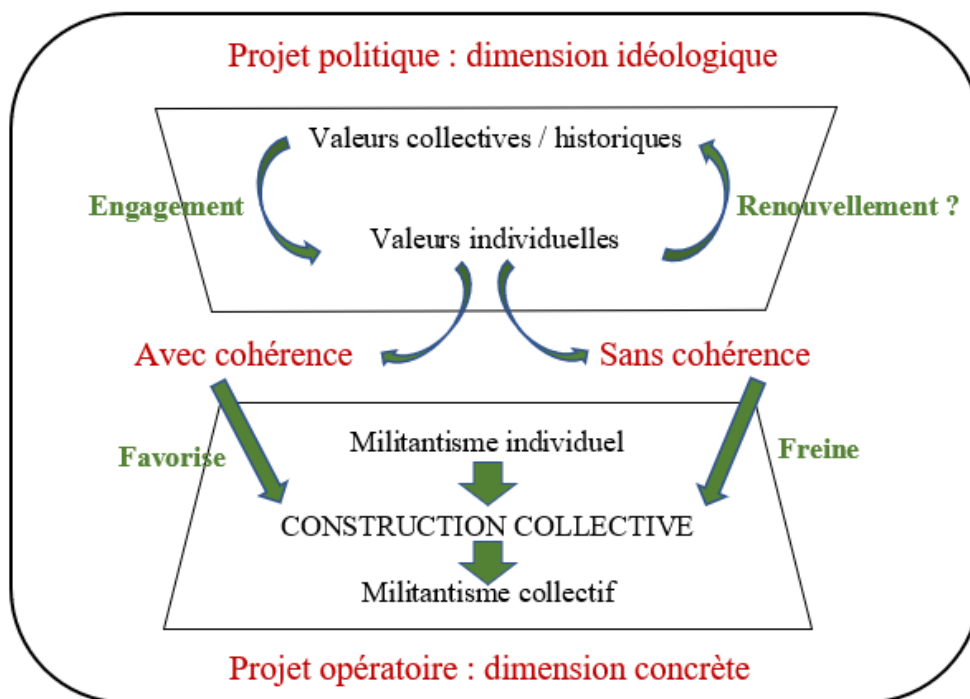 Projet politique : dimension idéologique
Valeurs collectives / historiques
Engagement
Renouvellement ?
Valeurs individuelles
Avec cohérence
Sans cohérence
Militantisme individuel
Favorise
Freine
CONSTRUCTION COLLECTIVE
Militantisme collectif
Projet opératoire : dimension concrète